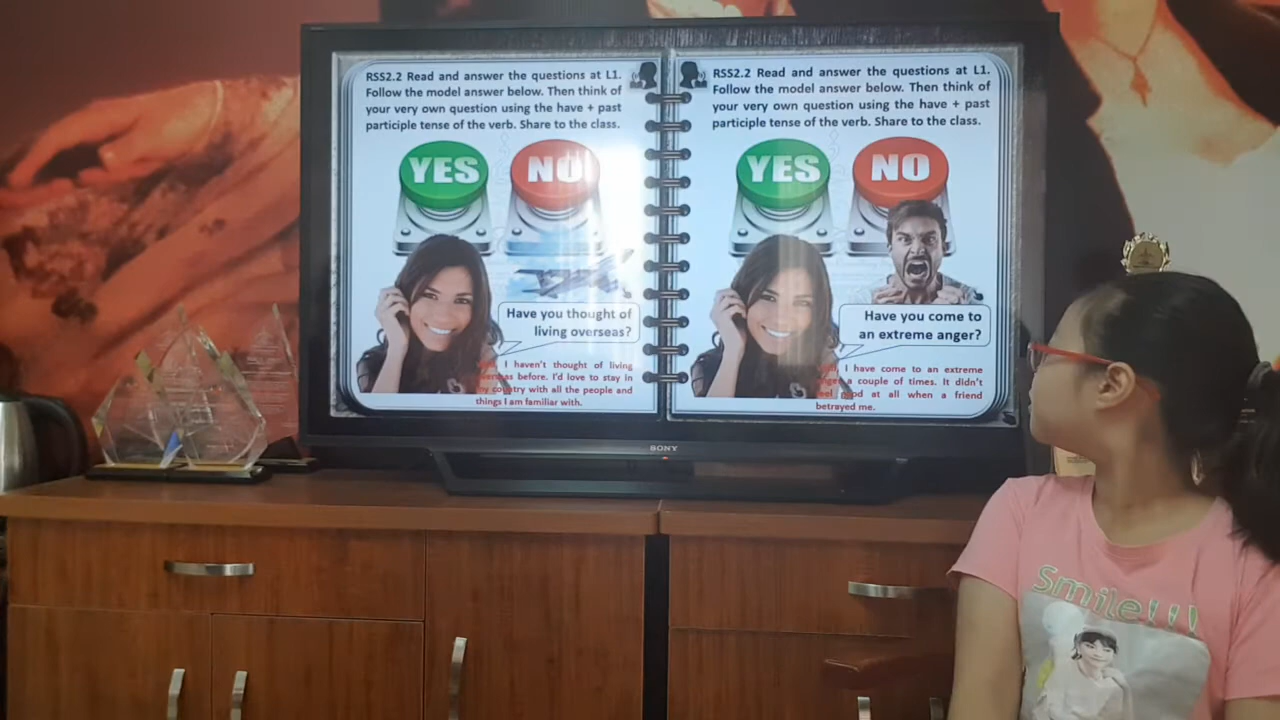 RSS2.2 Read and answer the questions at L1.
Follow the model answer below. Then think of
your very own question using the have + past
participle tense of the verb. Share to the class.
YES
NO
Have you thought of
living overseas?
I haven't thought of living
before. I'd love to stay in
my country with all the people and
things I am familiar with.
RSS2.2 Read and answer the questions at L1.
Follow the model answer below. Then think of
your very own question using the have + past
participle tense of the verb. Share to the class.
YES
NO
Have you come to
an extreme anger?
I have come to an extreme
a couple of times. It didn't
at all when a friend
betrayed me.
SONY
Smile!!!